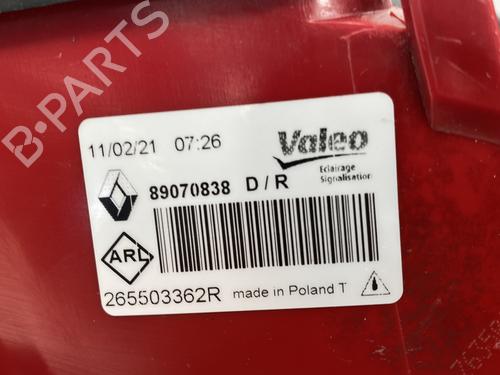 11/02/21 07:26
Valeo
Eclairage
Signalisation
89070838 D/R
ARL
265503362R made in Poland T
B-PARTS